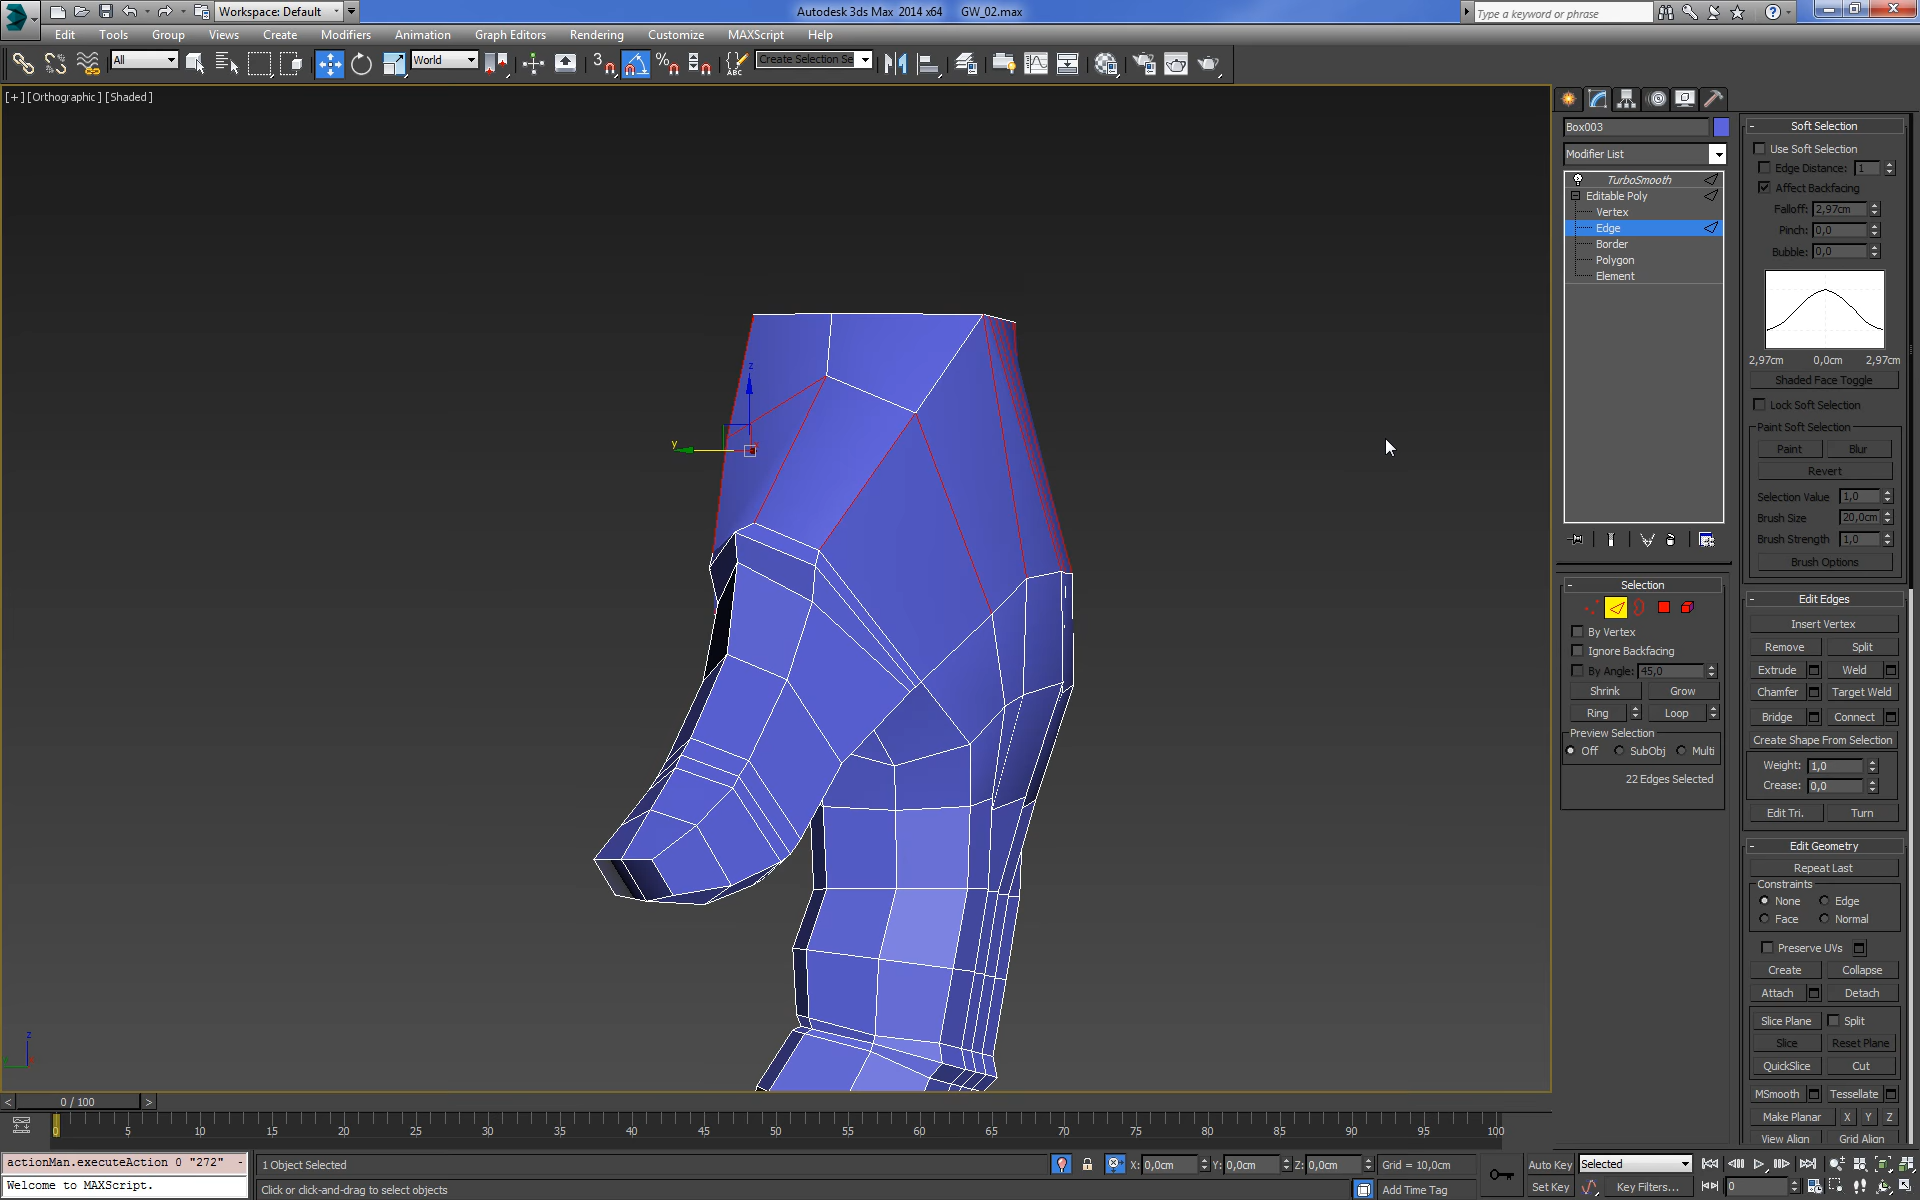 Workspace: Default
Autodesk 3ds Max 2014 x64 GW_02.max
Type a keyword or phrase
Edit Tools Group Views Create Modifiers Animation Graph Editors Rendering Customize MAXScript Help
All
World
3
%
ABC
Create Selection Se
[+] [Orthographic] [Shaded]
z
y
z
Box003
Modifier List
TurboSmooth
Editable Poly
Vertex
Edge
Border
Polygon
Element
Selection
By Vertex
Ignore Backfacing
By Angle: 45,0
Shrink Grow
Ring Loop
Preview Selection
Off SubObj Multi
22 Edges Selected
Soft Selection
Use Soft Selection
Edge Distance: 1
Affect Backfacing
Falloff: 2,97cm
Pinch: 0,0
Bubble: 0,0
2,97cm 0,0cm 2,97cm
Shaded Face Toggle
Lock Soft Selection
Paint Soft Selection
Paint Blur
Revert
Selection Value 1,0
Brush Size 20,0cm
Brush Strength 1,0
Brush Options
Edit Edges
Insert Vertex
Remove Split
Extrude Weld
Chamfer Target Weld
Bridge Connect
Create Shape From Selection
Weight: 1,0
Crease: 0,0
Edit Tri. Turn
Edit Geometry
Repeat Last
Constraints
None Edge
Face Normal
Preserve UVs
Create Collapse
Attach Detach
Slice Plane Split
Slice Reset Plane
QuickSlice Cut
MSmooth Tessellate
Make Planar X Y Z
View Align Grid Align
< 0 / 100 >
0 5 10 15 20 25 30 35 40 45 50 55 60 65 70 75 80 85 90 95 100
actionMan.executeAction 0 "272" -
Welcome to MAXScript.
1 Object Selected
Click or click-and-drag to select objects
X: 0,0cm Y: 0,0cm Z: 0,0cm Grid = 10,0cm
Add Time Tag
Auto Key Selected
Set Key Key Filters... 0